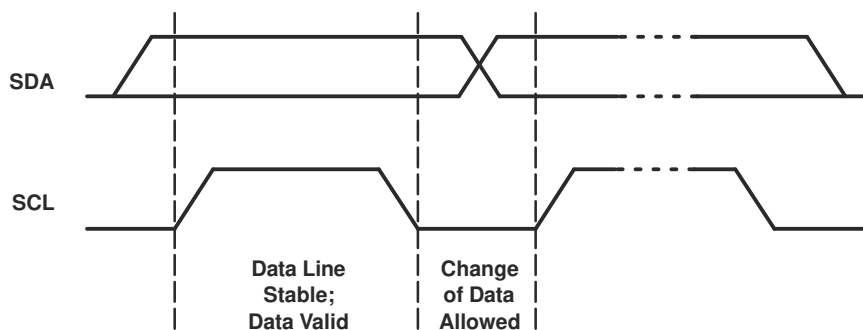 SDA
SCL
Data Line
Stable;
Data Valid
Change
of Data
Allowed